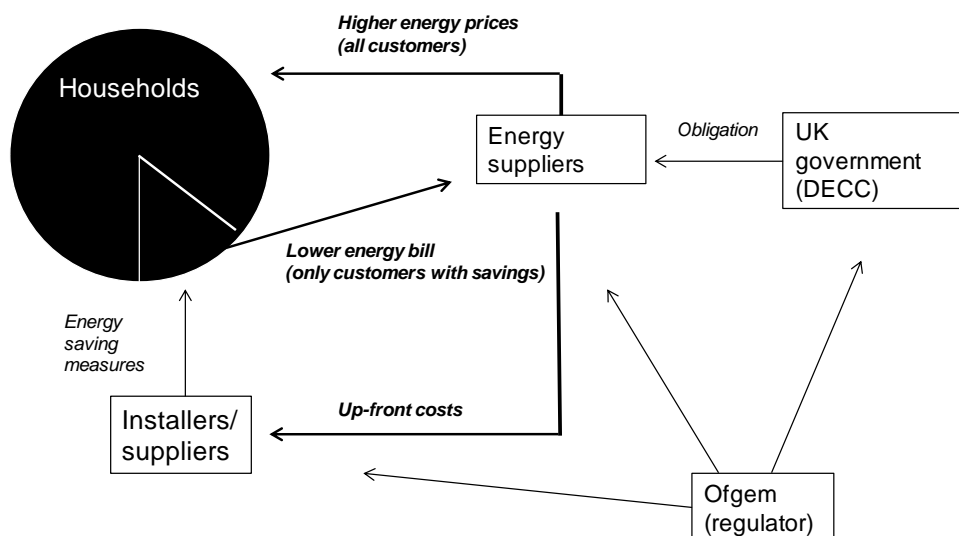 Higher energy prices
(all customers)
Households
Energy
suppliers
Obligation
UK
government
(DECC)
Lower energy bill
(only customers with savings)
Energy
saving
measures
Installers/
suppliers
Up-front costs
Ofgem
(regulator)